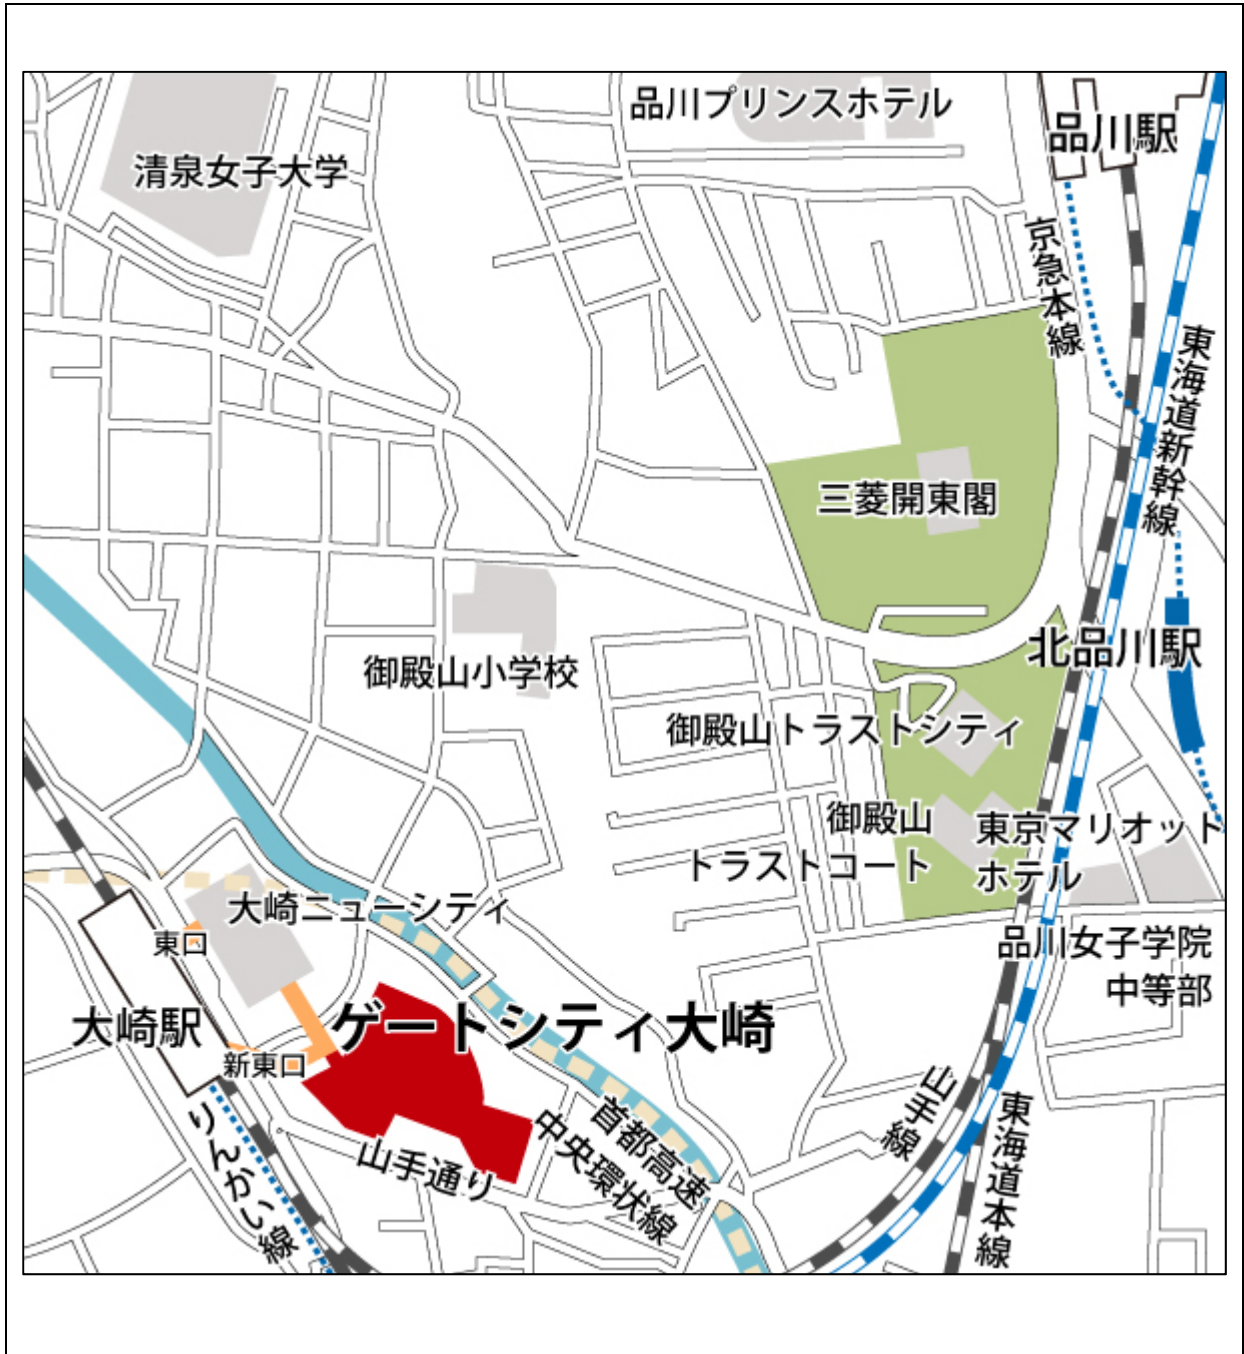 品川プリンスホテル
品川駅
清泉女子大学
京急本線
東海道新幹線
三菱開東閣
北品川駅
御殿山小学校
御殿山トラストシティ
御殿山
トラストコート
東京マリオット
ホテル
大崎ニューシティ
東口
品川女子学院
中等部
大崎駅
ゲートシティ大崎
新東口
山手線
首都高速
中央環状線
東海道本線
りんかい線
山手通り